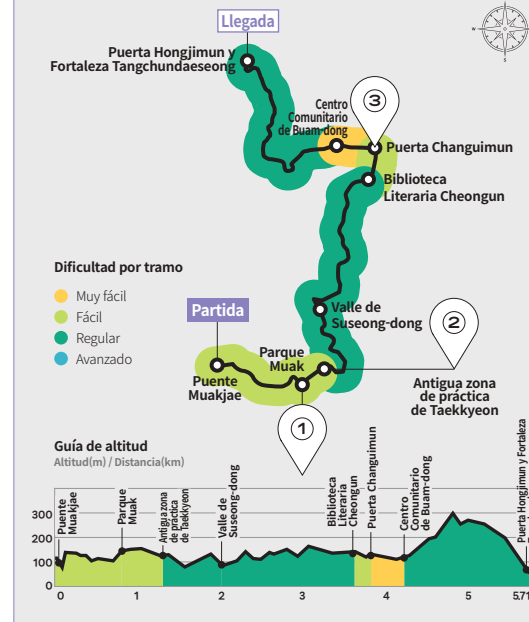 Llegada
Puerta Hongjimun y
Fortaleza Tangchundaeseong
W
S
Centro
Comunitario
de Buam-dong
3
Puerta Changuimun
Biblioteca
Literaria Cheongun
Dificultad por tramo
Muy fácil
Fácil
Regular
Avanzado
Partida
Valle de
Suseong-dong
2
Parque
Muak
Puente
Muakjae
Antigua zona
de práctica
de Taekkyeon
1
Guía de altitud
Altitud(m) / Distancia(km)
300
200
100
0
Puente
Muakjae
Parque
Muak
Antigua zona
de práctica
de Taekkyeon
Valle de
Suseong-dong
Biblioteca
Literaria
Cheongun
Puerta Changuimun
Centro
Comunitario
de Buam-dong
Puerta Hongjimun y Fortaleza
0
1
2
3
4
5
5.71